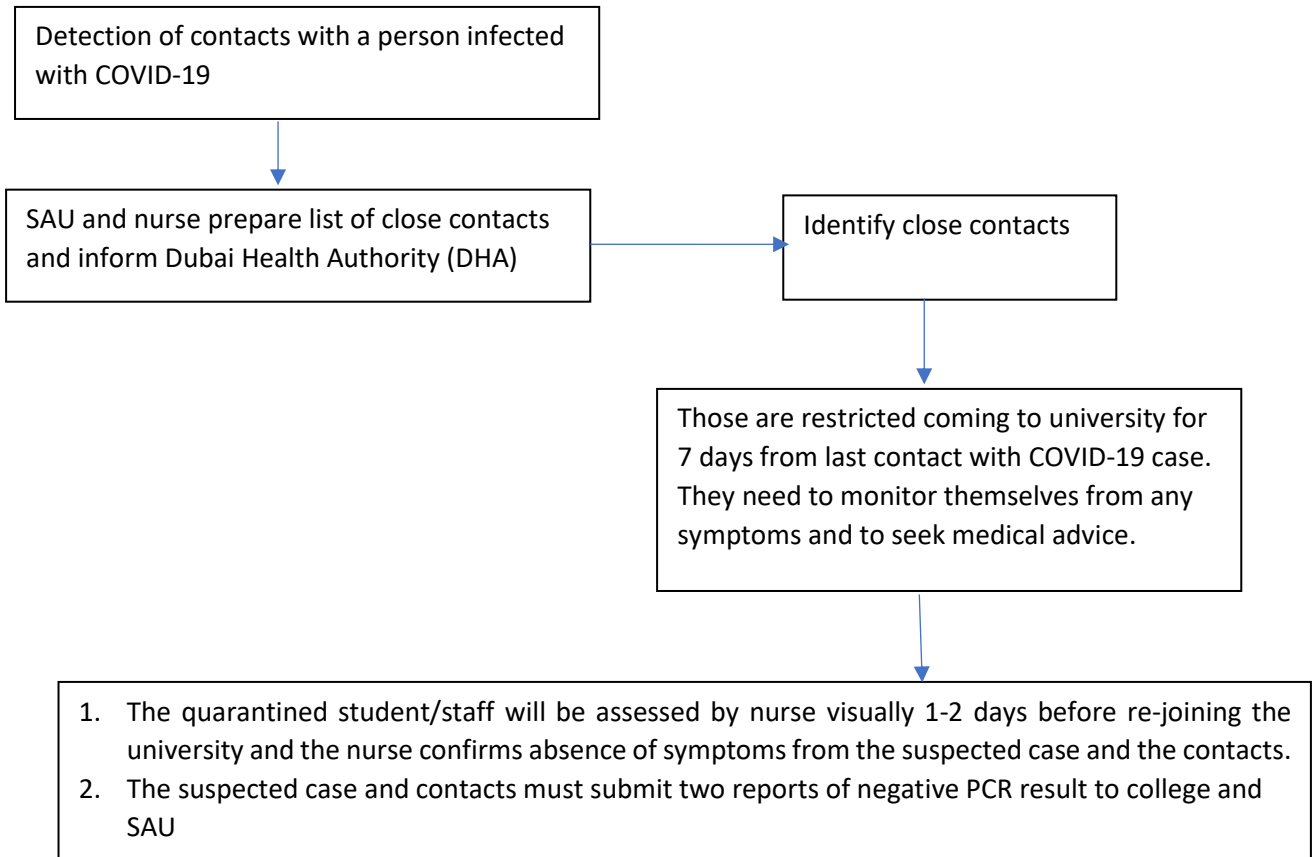 Detection of contacts with a person infected
with COVID-19
SAU and nurse prepare list of close contacts
and inform Dubai Health Authority (DHA)
Identify close contacts
Those are restricted coming to university for
7 days from last contact with COVID-19 case.
They need to monitor themselves from any
symptoms and to seek medical advice.
1. The quarantined student/staff will be assessed by nurse visually 1-2 days before re-joining the
university and the nurse confirms absence of symptoms from the suspected case and the contacts.
2. The suspected case and contacts must submit two reports of negative PCR result to college and
SAU